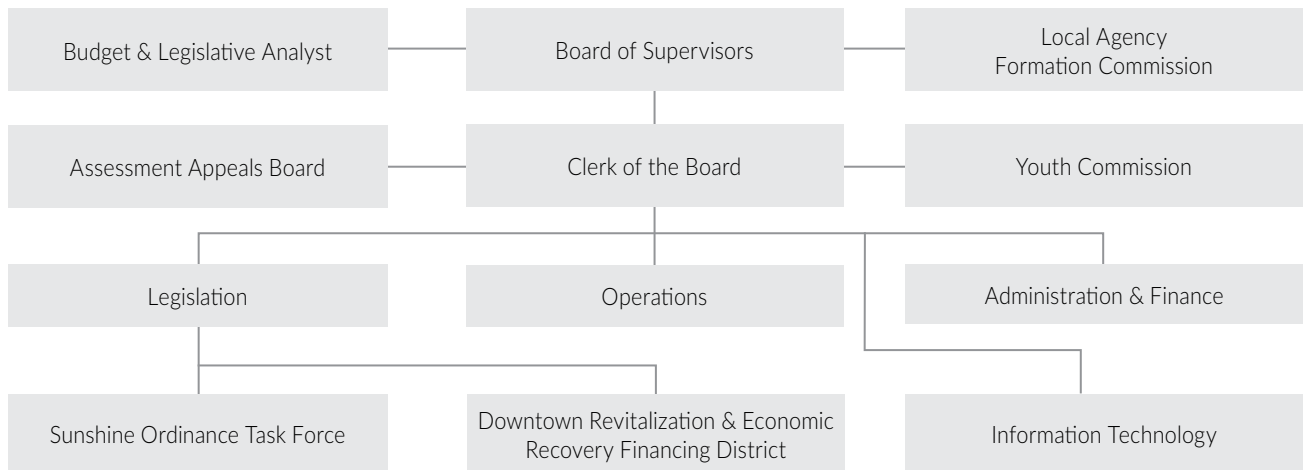 Budget & Legislative Analyst
Board of Supervisors
Local Agency
Formation Commission
Assessment Appeals Board
Clerk of the Board
Youth Commission
Legislation
Operations
Administration & Finance
Sunshine Ordinance Task Force
Downtown Revitalization & Economic
Recovery Financing District
Information Technology